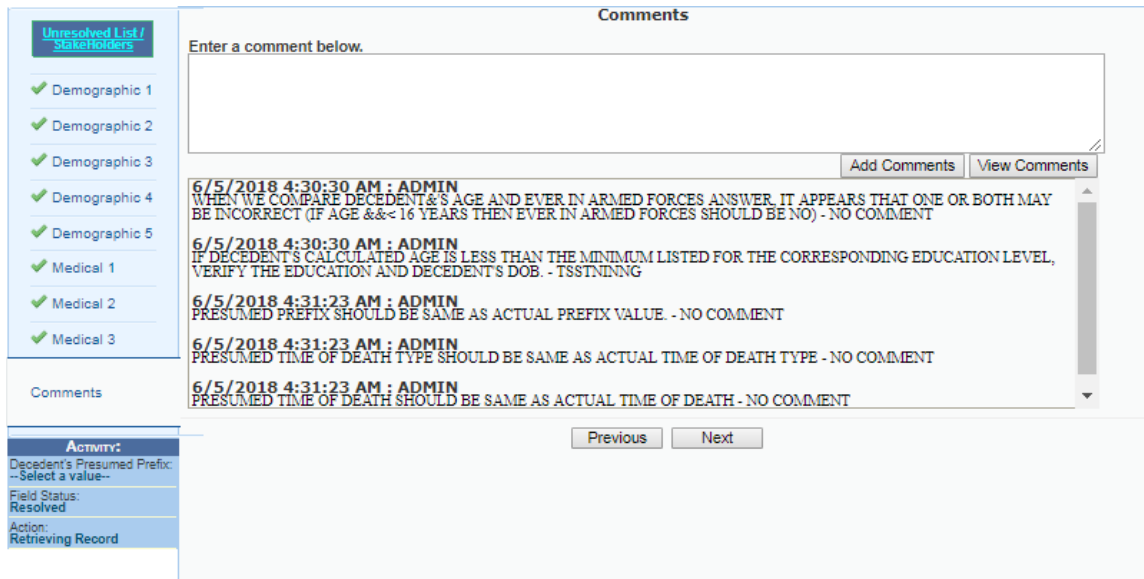 Unresolved List /
StakeHolders
Demographic 1
Demographic 2
Demographic 3
Demographic 4
Demographic 5
Medical 1
Medical 2
Medical 3
Comments
ACTIVITY:
Decedent's Presumed Prefix:
--Select a value--
Field Status:
Resolved
Action:
Retrieving Record
Comments
Enter a comment below.
Add Comments View Comments
6/5/2018 4:30:30 AM : ADMIN
WHEN WE COMPARE DECEDENT&'S AGE AND EVER IN ARMED FORCES ANSWER, IT APPEARS THAT ONE OR BOTH MAY
BE INCORRECT (IF AGE &&< 16 YEARS THEN EVER IN ARMED FORCES SHOULD BE NO) - NO COMMENT
6/5/2018 4:30:30 AM : ADMIN
IF DECEDENT'S CALCULATED AGE IS LESS THAN THE MINIMUM LISTED FOR THE CORRESPONDING EDUCATION LEVEL,
VERIFY THE EDUCATION AND DECEDENT'S DOB. - TSSTNINNG
6/5/2018 4:31:23 AM : ADMIN
PRESUMED PREFIX SHOULD BE SAME AS ACTUAL PREFIX VALUE. - NO COMMENT
6/5/2018 4:31:23 AM : ADMIN
PRESUMED TIME OF DEATH TYPE SHOULD BE SAME AS ACTUAL TIME OF DEATH TYPE - NO COMMENT
6/5/2018 4:31:23 AM : ADMIN
PRESUMED TIME OF DEATH SHOULD BE SAME AS ACTUAL TIME OF DEATH - NO COMMENT
Previous Next